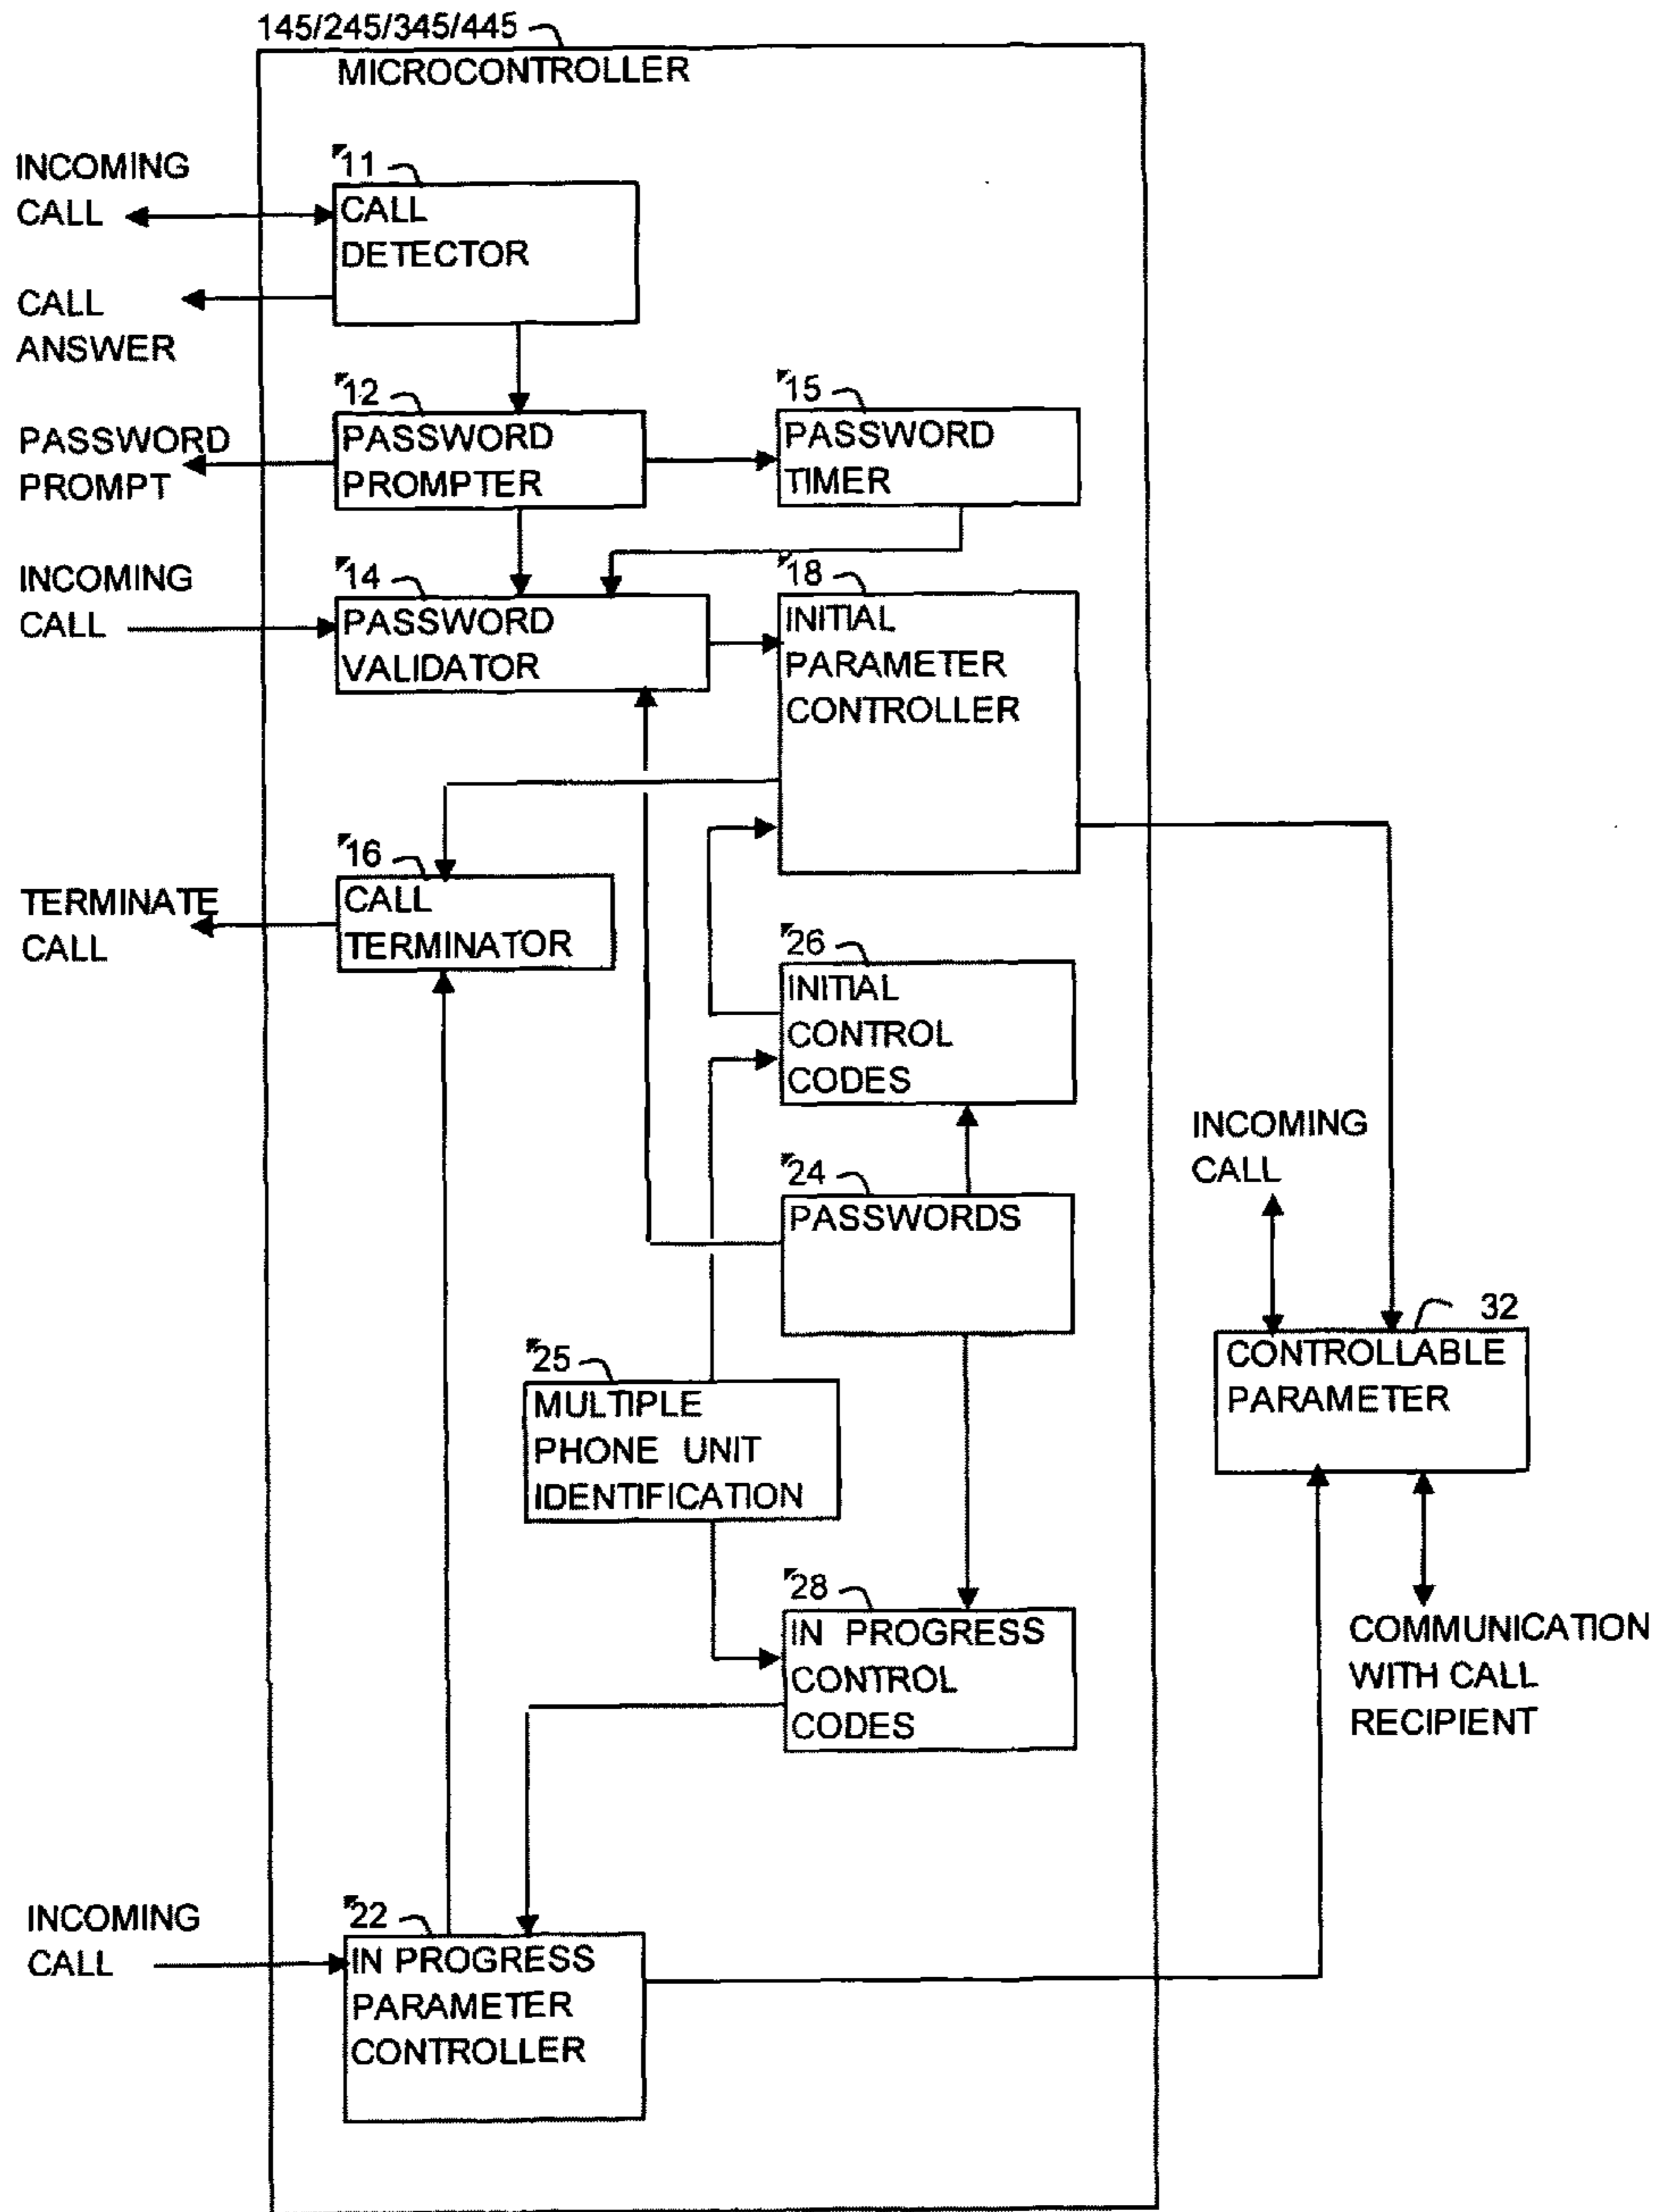 145/245/345/445
MICROCONTROLLER
INCOMING
CALL
11
CALL
DETECTOR
CALL
ANSWER
12
PASSWORD
PROMPTER
15
PASSWORD
TIMER
PASSWORD
PROMPT
INCOMING
CALL
14
PASSWORD
VALIDATOR
18
INITIAL
PARAMETER
CONTROLLER
16
CALL
TERMINATOR
TERMINATE
CALL
26
INITIAL
CONTROL
CODES
INCOMING
CALL
24
PASSWORDS
32
CONTROLLABLE
PARAMETER
25
MULTIPLE
PHONE UNIT
IDENTIFICATION
28
IN PROGRESS
CONTROL
CODES
COMMUNICATION
WITH CALL
RECIPIENT
INCOMING
CALL
22
IN PROGRESS
PARAMETER
CONTROLLER